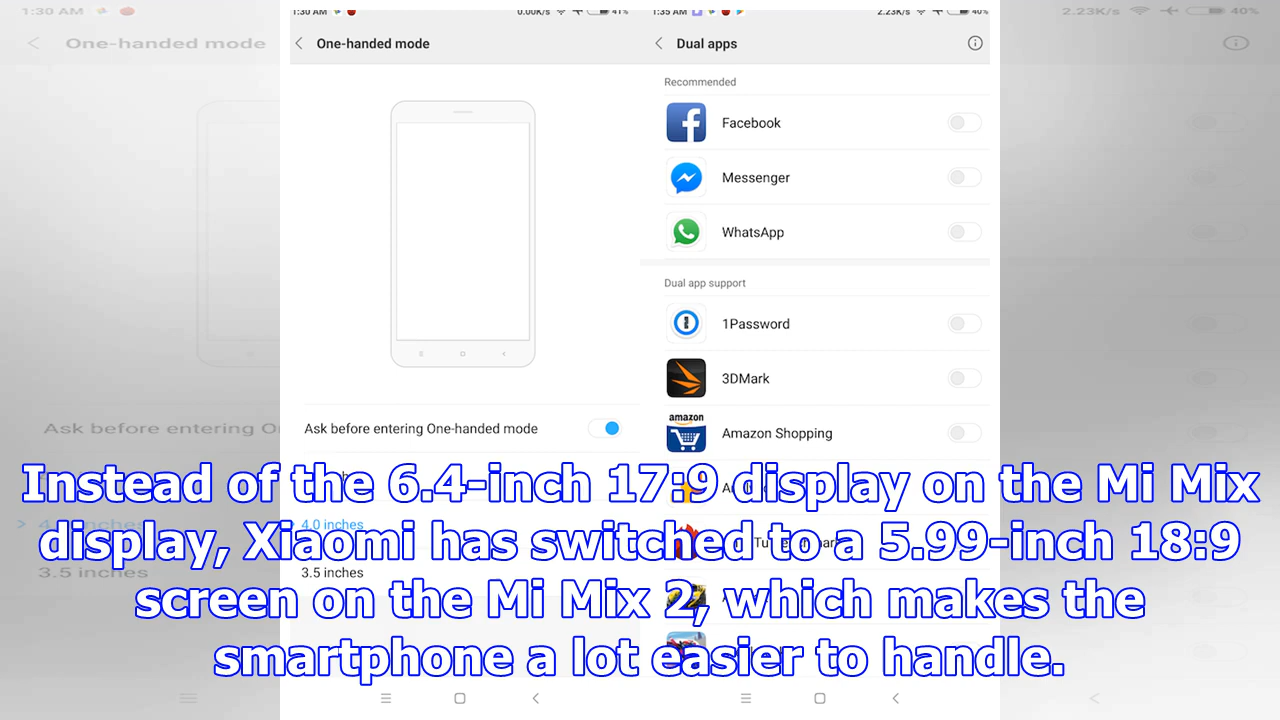 1:30 AM
0.00K/s
41%
One-handed mode
Ask before entering One-handed mode
4.0 inches
3.5 inches
1:35 AM
2.23K/s
40%
Dual apps
Recommended
Facebook
Messenger
WhatsApp
Dual app support
1Password
3DMark
amazon
Amazon Shopping
Instead of the 6.4-inch 17:9 display on the Mi Mix
display, Xiaomi has switched to a 5.99-inch 18:9
screen on the Mi Mix 2, which makes the
smartphone a lot easier to handle.